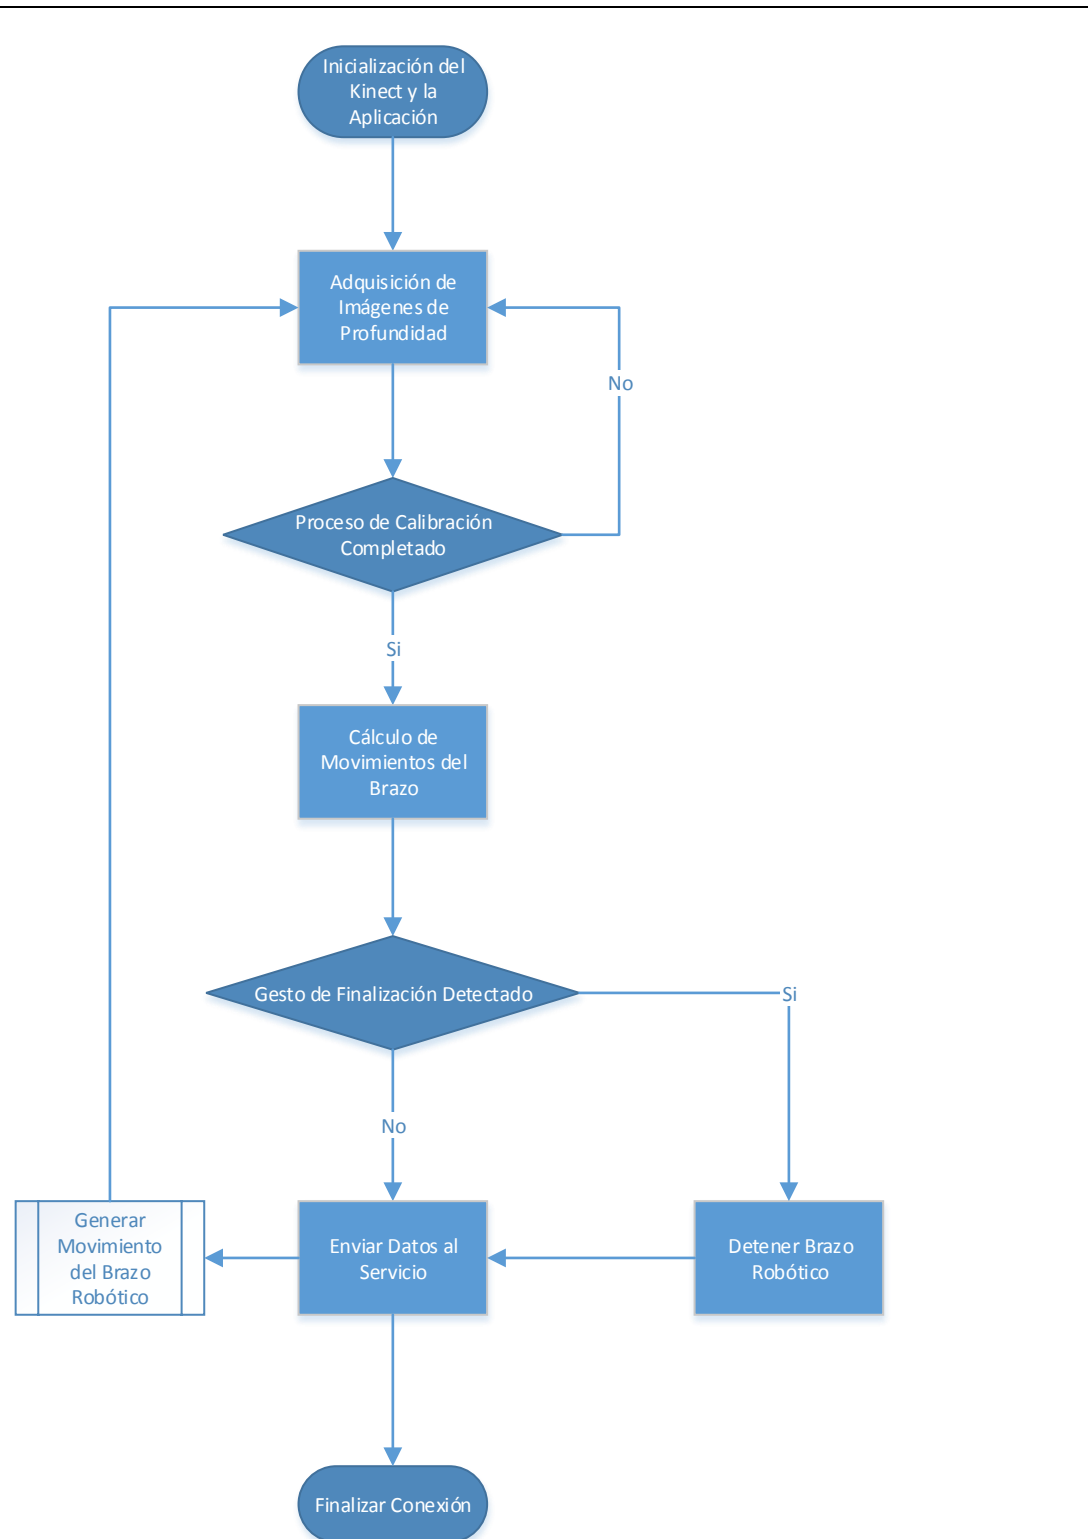 Inicialización del
Kinect y la
Aplicación
Adquisición de
Imágenes de
Profundidad
No
Proceso de Calibración
Completado
Si
Cálculo de
Movimientos del
Brazo
Gesto de Finalización Detectado
Si
No
Generar
Movimiento
del Brazo
Robótico
Enviar Datos al
Servicio
Detener Brazo
Robótico
Finalizar Conexión